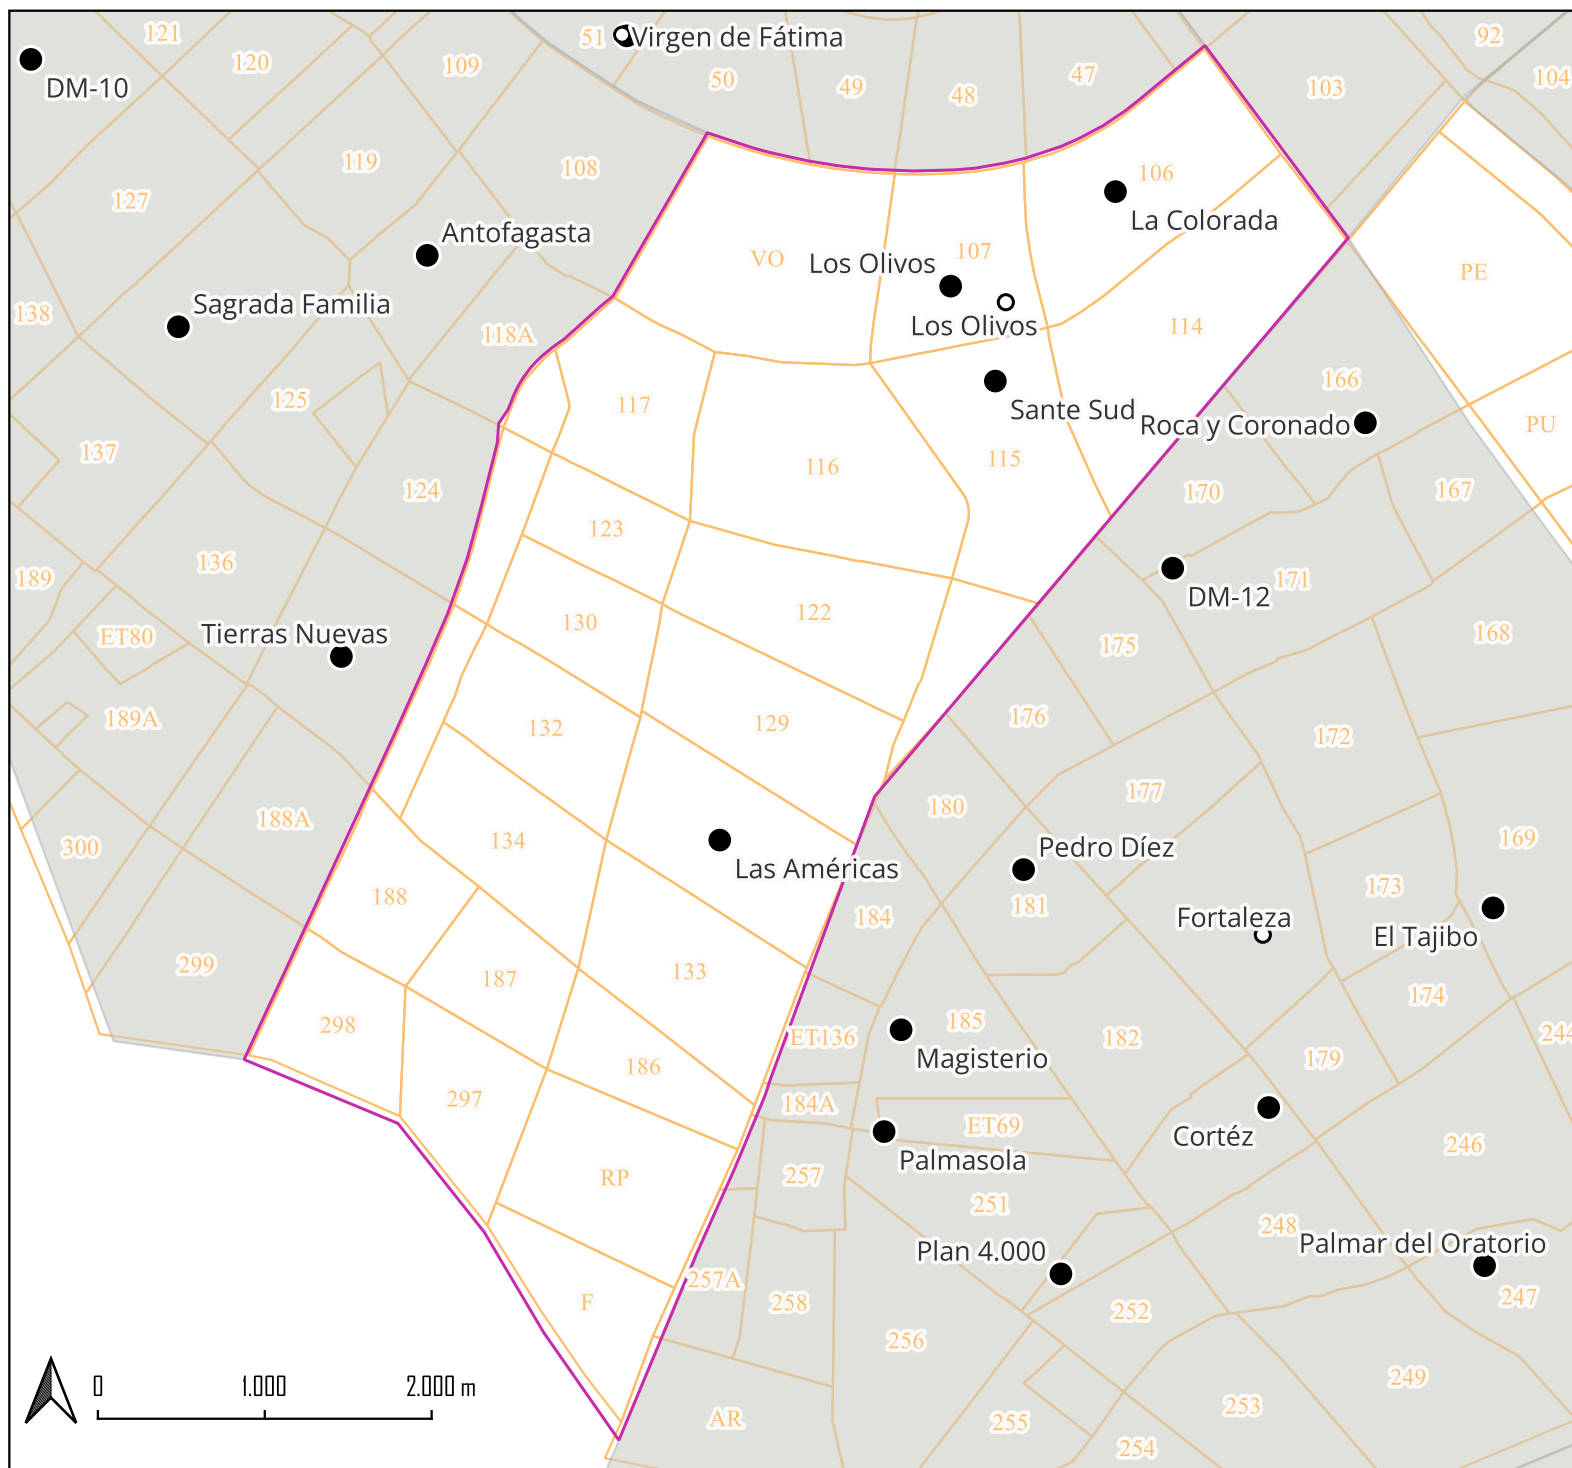 121
51
Virgen de Fátima
92
120
109
50
49
48
47
103
104
DM-10
119
108
106
127
La Colorada
Antofagasta
VO
Los Olivos
107
PE
138
Sagrada Familia
118A
Los Olivos
114
125
117
166
137
116
Sante Sud
Roca y Coronado
PU
115
124
170
167
123
136
189
171
DM-12
130
122
ET80
Tierras Nuevas
175
168
189A
132
129
176
172
188A
300
134
180
177
169
Las Américas
Pedro Díez
188
184
181
173
Fortaleza
El Tajibo
299
187
133
174
298
ET136
185
182
244
Magisterio
179
186
297
184A
ET69
Cortéz
246
Palmasola
RP
257
251
248
Plan 4.000
Palmar del Oratorio
257A
F
258
252
247
256
0 1.000 2.000 m
249
AR
255
253
254